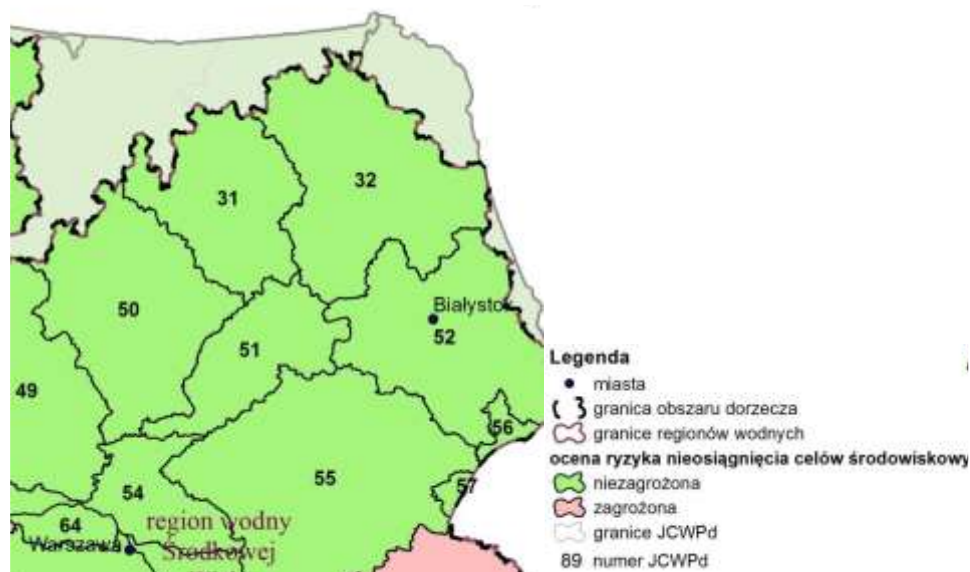 32
31
50
Białystok
52
51
49
56
55
57
54
64
region wodny
Warszawa
Środkowej
Legenda
miasta
granica obszaru dorzecza
granice regionów wodnych
ocena ryzyka nieosiągnięcia celów środowiskowy
niezagrożona
zagrożona
granice JCWPd
89 numer JCWPd